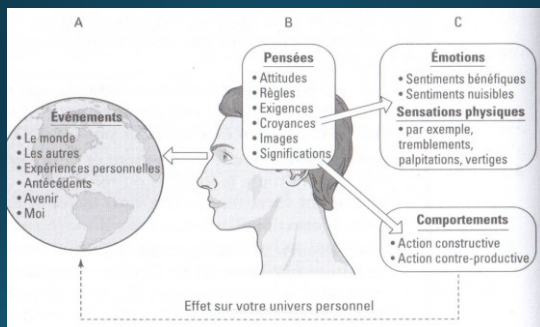 A
B
C
Événements
• Le monde
• Les autres
• Expériences personnelles
• Antécédents
• Avenir
• Moi
Pensées
• Attitudes
• Règles
• Exigences
• Croyances
• Images
• Significations
Émotions
• Sentiments bénéfiques
• Sentiments nuisibles
Sensations physiques
• par exemple,
tremblements,
palpitations, vertiges
Comportements
• Action constructive
• Action contre-productive
Effet sur votre univers personnel